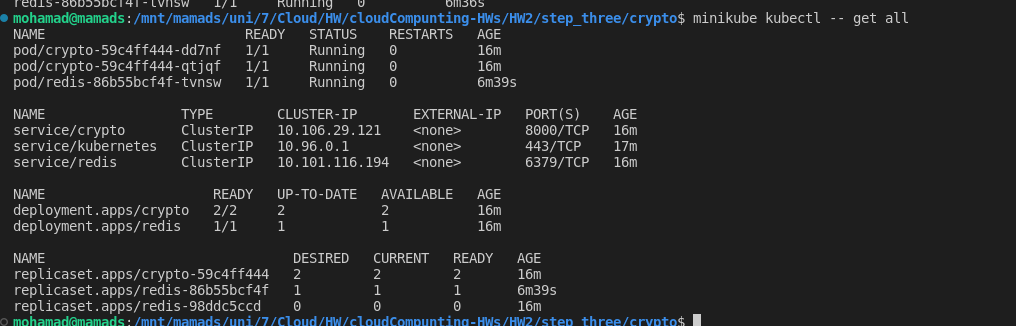 redis-86b55bcf4f-tvnsw   1/1     Running   0          6m36s
mohamad@mamads:/mnt/mamads/uni/7/Cloud/HW/cloudCompunting-HWs/HW2/step_three/crypto$ minikube kubectl -- get all
NAME                         READY   STATUS    RESTARTS   AGE
pod/crypto-59c4ff444-dd7nf   1/1     Running   0          16m
pod/crypto-59c4ff444-qtjqf   1/1     Running   0          16m
pod/redis-86b55bcf4f-tvnsw   1/1     Running   0          6m39s
NAME                 TYPE        CLUSTER-IP       EXTERNAL-IP   PORT(S)    AGE
service/crypto       ClusterIP   10.106.29.121    <none>        8000/TCP   16m
service/kubernetes   ClusterIP   10.96.0.1        <none>        443/TCP    17m
service/redis        ClusterIP   10.101.116.194   <none>        6379/TCP   16m
NAME                     READY   UP-TO-DATE   AVAILABLE   AGE
deployment.apps/crypto   2/2     2            2           16m
deployment.apps/redis    1/1     1            1           16m
NAME                               DESIRED   CURRENT   READY   AGE
replicaset.apps/crypto-59c4ff444   2         2         2       16m
replicaset.apps/redis-86b55bcf4f   1         1         1       6m39s
replicaset.apps/redis-98ddc5ccd    0         0         0       16m
mohamad@mamads:/mnt/mamads/uni/7/Cloud/HW/cloudCompunting-HWs/HW2/step_three/crypto$